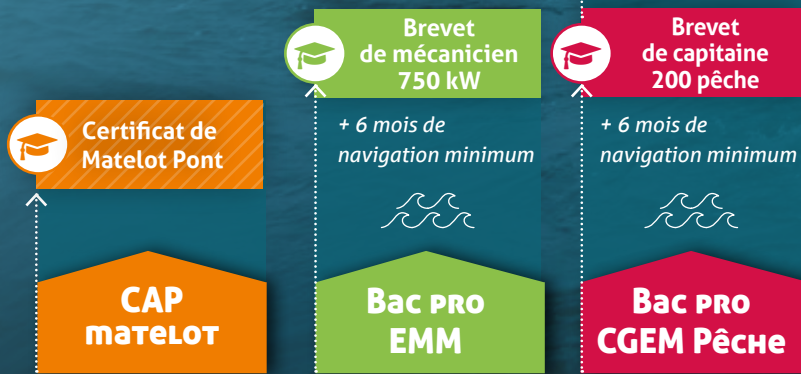 Certificat de
Matelot Pont
CAP
matelot
Brevet
de mécanicien
750 kW
+ 6 mois de
navigation minimum
Bac pro
EMM
Brevet
de capitaine
200 pêche
+ 6 mois de
navigation minimum
Bac pro
CGEM Pêche